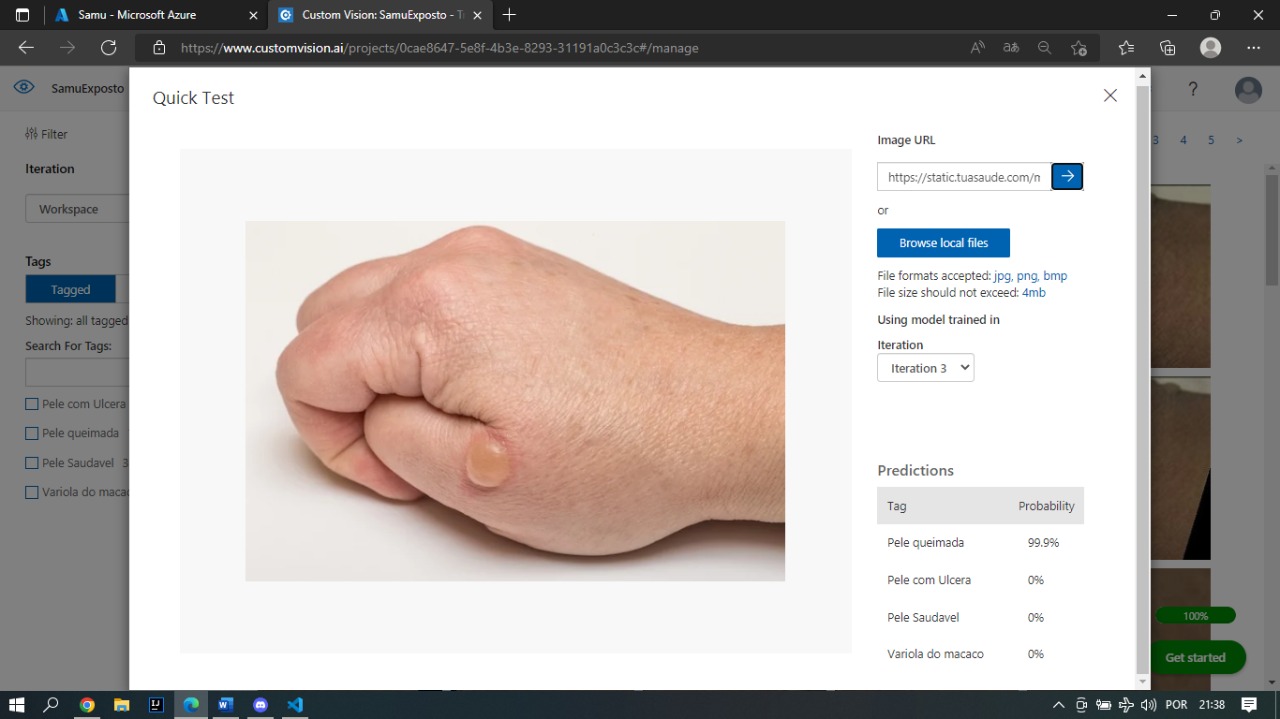 Samu - Microsoft Azure
Custom Vision: SamuExposto - T
https://www.customvision.ai/projects/0cae8647-5e8f-4b3e-8293-31191a0c3c3c#/manage
SamuExposto
Quick Test
?
Filter
3 4 5 >
Iteration
Workspace
Tags
Tagged
Showing: all tagged
Search For Tags:
Pele com Ulcera
Pele queimada
Pele Saudavel 3
Variola do macac
Image URL
https://static.tuasaude.com/m
or
Browse local files
File formats accepted: jpg, png, bmp
File size should not exceed: 4mb
Using model trained in
Iteration
Iteration 3
Predictions
Tag Probability
Pele queimada 99.9%
Pele com Ulcera 0%
Pele Saudavel 0%
Variola do macaco 0%
100%
Get started
POR 21:38